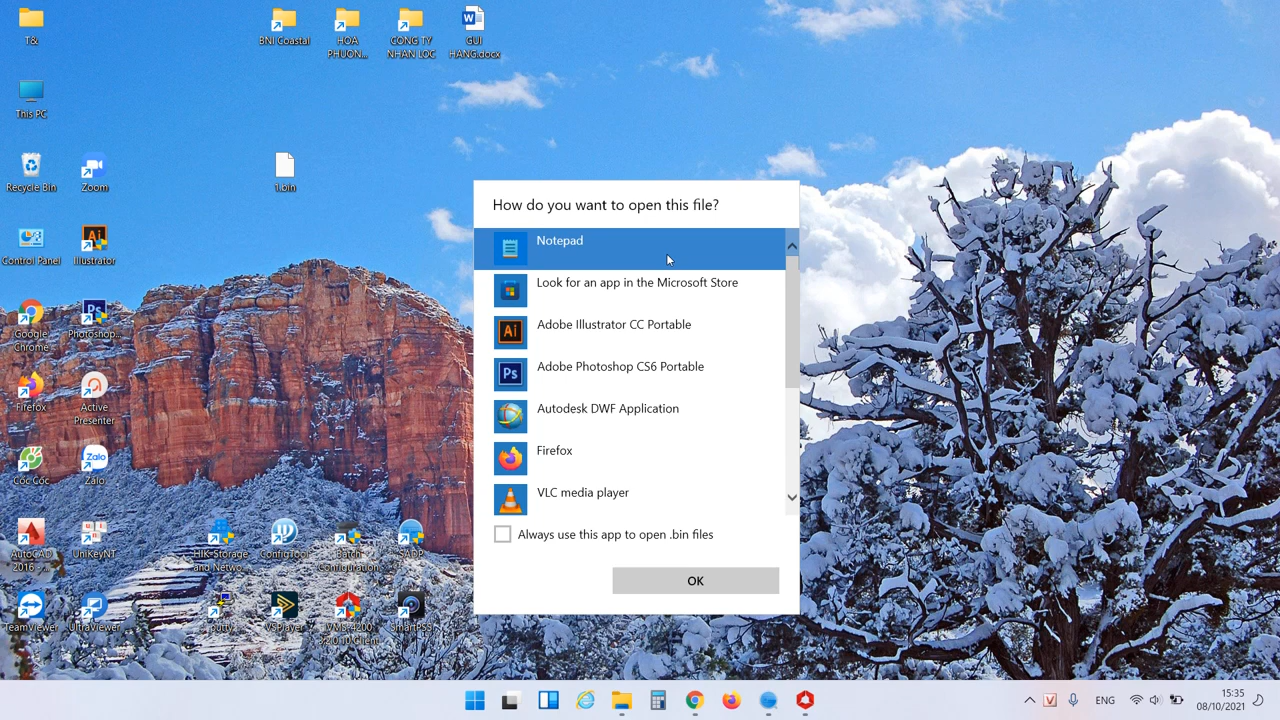 T&
BNI Coastal
HOA
PHUON...
CONG TY
NHAN LOC
GUI
HANG.docx
This PC
Recycle Bin
Zoom
1.bin
Control Panel
Illustrator
Google
Chrome
Photoshop...
Firefox
Active
Presenter
Cốc Cốc
Zalo
Zalo
AutoCAD
2016 - ...
UniKeyNT
HIK-Storage
and Netwo...
ConfigTool
Batch
Configuration
SADP
TeamViewer
UltraViewer
putty
VSPlayer
SmartPSS
How do you want to open this file?
Notepad
Look for an app in the Microsoft Store
Ai
Adobe Illustrator CC Portable
Ps
Adobe Photoshop CS6 Portable
Autodesk DWF Application
Firefox
VLC media player
Always use this app to open .bin files
OK
V
ENG
15:35
08/10/2021